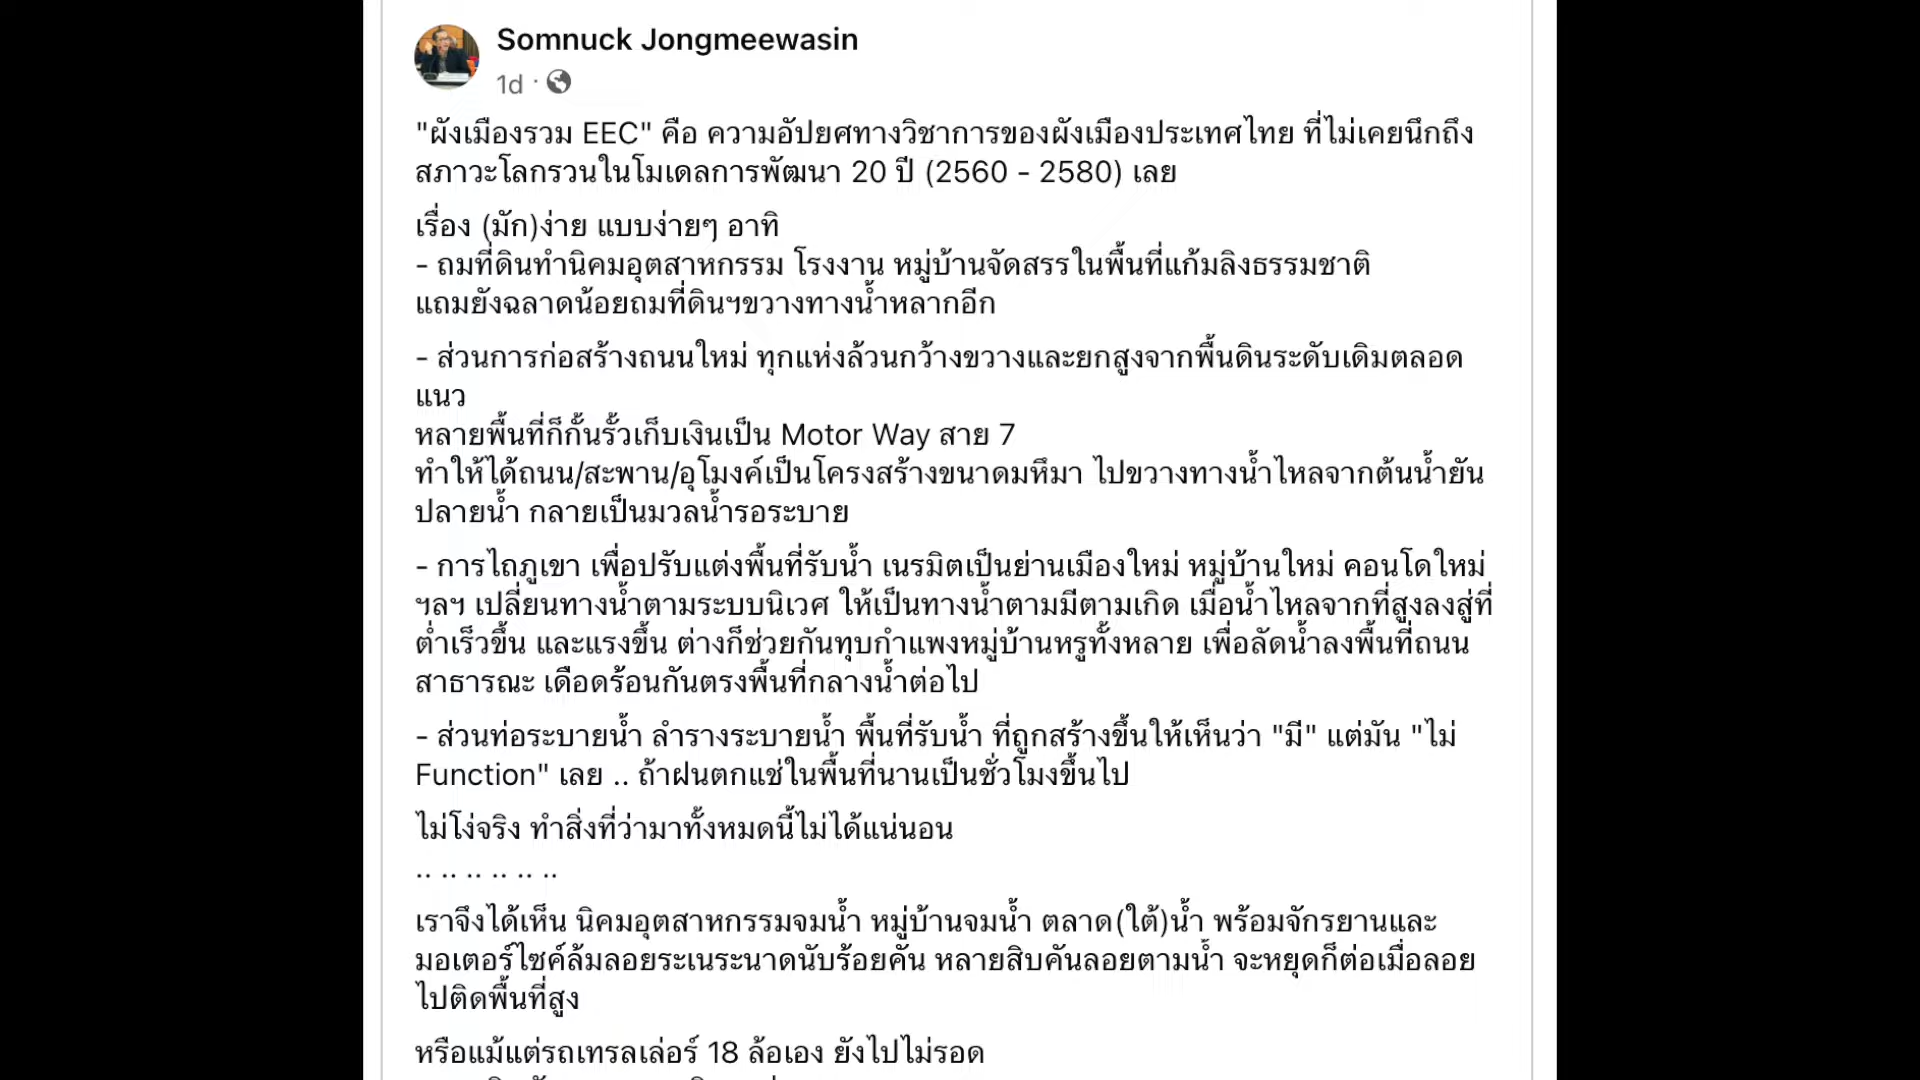 Somnuck Jongmeewasin
1d ·
"ผังเมืองรวม EEC" คือ ความอัปยศทางวิชาการของผังเมืองประเทศไทย ที่ไม่เคยนึกถึง
สภาวะโลกรวนในโมเดลการพัฒนา 20 ปี (2560 - 2580) เลย
เรื่อง (มัก)ง่าย แบบง่ายๆ อาทิ
- ถมที่ดินทำนิคมอุตสาหกรรม โรงงาน หมู่บ้านจัดสรรในพื้นที่แก้มลิงธรรมชาติ
แถมยังฉลาดน้อยถมที่ดินฯขวางทางน้ำหลากอีก
- ส่วนการก่อสร้างถนนใหม่ ทุกแห่งล้วนกว้างขวางและยกสูงจากพื้นดินระดับเดิมตลอด
แนว
หลายพื้นที่ก็กั้นรั้วเก็บเงินเป็น Motor Way สาย 7
ทำให้ได้ถนน/สะพาน/อุโมงค์เป็นโครงสร้างขนาดมหึมา ไปขวางทางน้ำไหลจากต้นน้ำยัน
ปลายน้ำ กลายเป็นมวลน้ำรอระบาย
- การไถภูเขา เพื่อปรับแต่งพื้นที่รับน้ำ เนรมิตเป็นย่านเมืองใหม่ หมู่บ้านใหม่ คอนโดใหม่
ฯลฯ เปลี่ยนทางน้ำตามระบบนิเวศ ให้เป็นทางน้ำตามมีตามเกิด เมื่อน้ำไหลจากที่สูงลงสู่ที่
ต่ำเร็วขึ้น และแรงขึ้น ต่างก็ช่วยกันทุบกำแพงหมู่บ้านหรูทั้งหลาย เพื่อลัดน้ำลงพื้นที่ถนน
สาธารณะ เดือดร้อนกันตรงพื้นที่กลางน้ำต่อไป
- ส่วนท่อระบายน้ำ ลำรางระบายน้ำ พื้นที่รับน้ำ ที่ถูกสร้างขึ้นให้เห็นว่า "มี" แต่มัน "ไม่
Function" เลย .. ถ้าฝนตกแช่ในพื้นที่นานเป็นชั่วโมงขึ้นไป
ไม่โง่จริง ทำสิ่งที่ว่ามาทั้งหมดนี้ไม่ได้แน่นอน
.. .. .. .. .. ..
เราจึงได้เห็น นิคมอุตสาหกรรมจมน้ำ หมู่บ้านจมน้ำ ตลาด(ใต้)น้ำ พร้อมจักรยานและ
มอเตอร์ไซค์ล้มลอยระเนระนาดนับร้อยคัน หลายสิบคันลอยตามน้ำ จะหยุดก็ต่อเมื่อลอย
ไปติดพื้นที่สูง
หรือแม้แต่รถเทรลเล่อร์ 18 ล้อเอง ยังไปไม่รอด